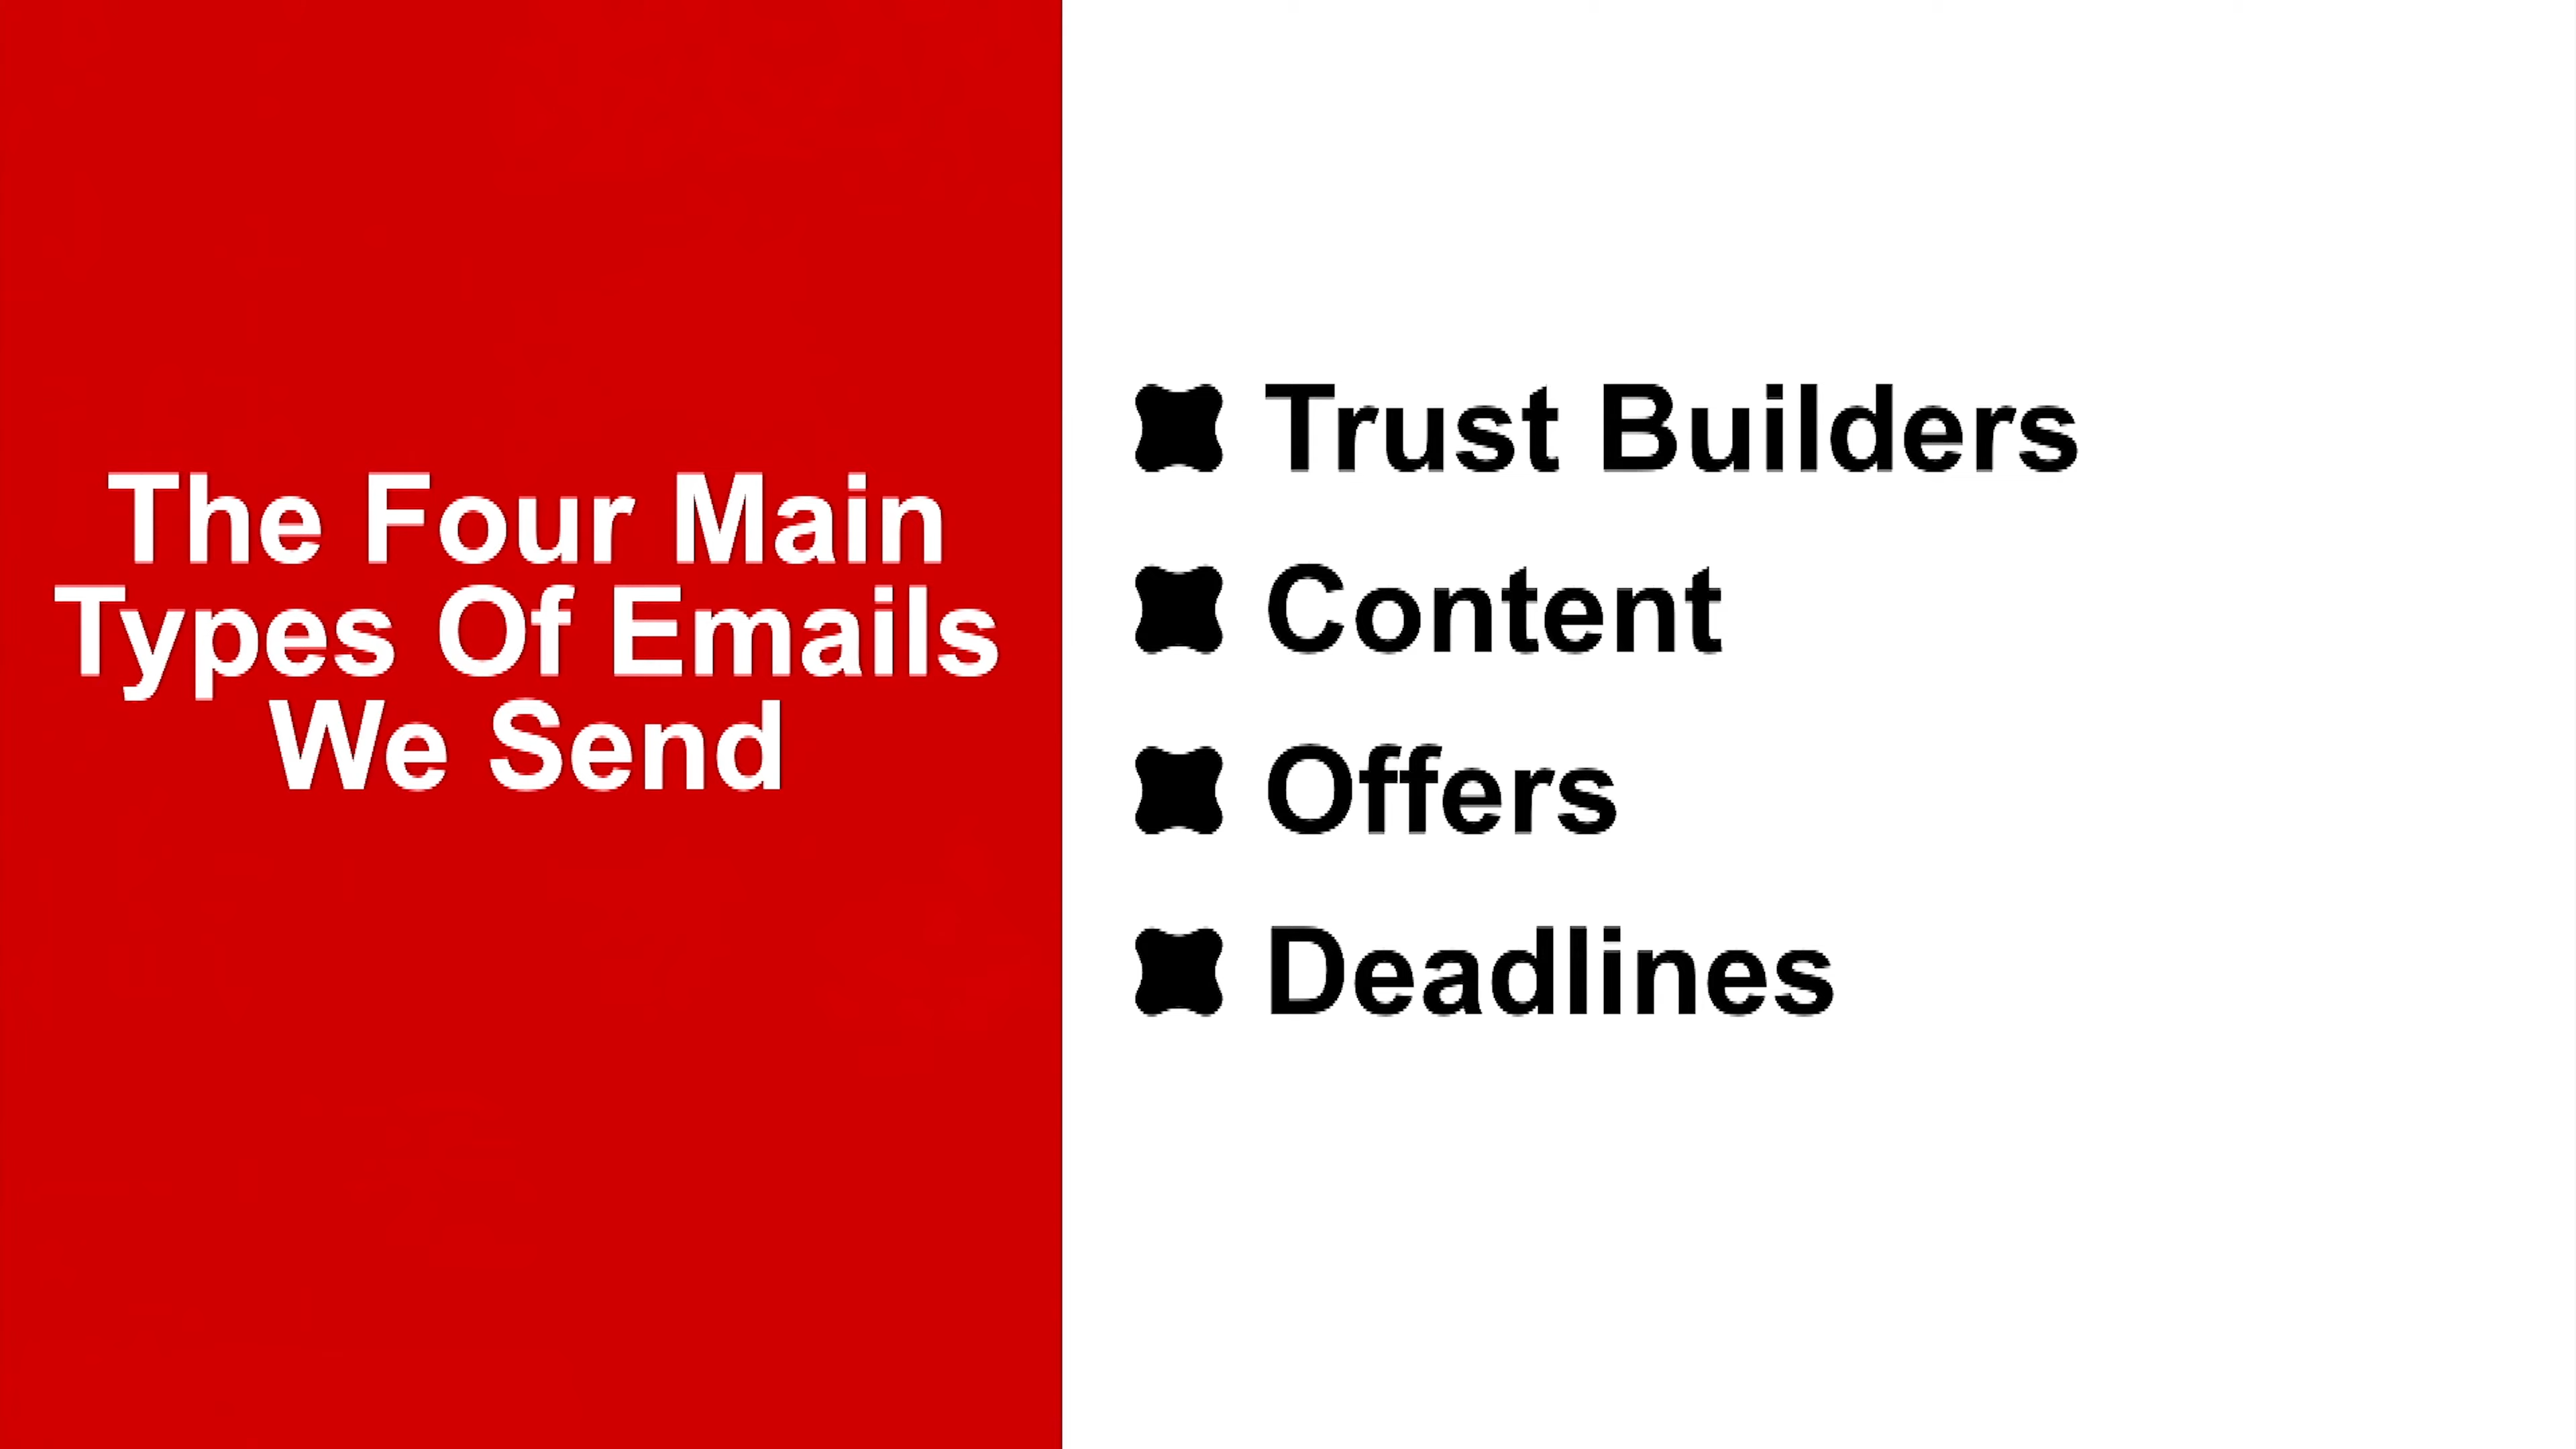 The Four Main
Types Of Emails
We Send
Trust Builders
Content
Offers
Deadlines